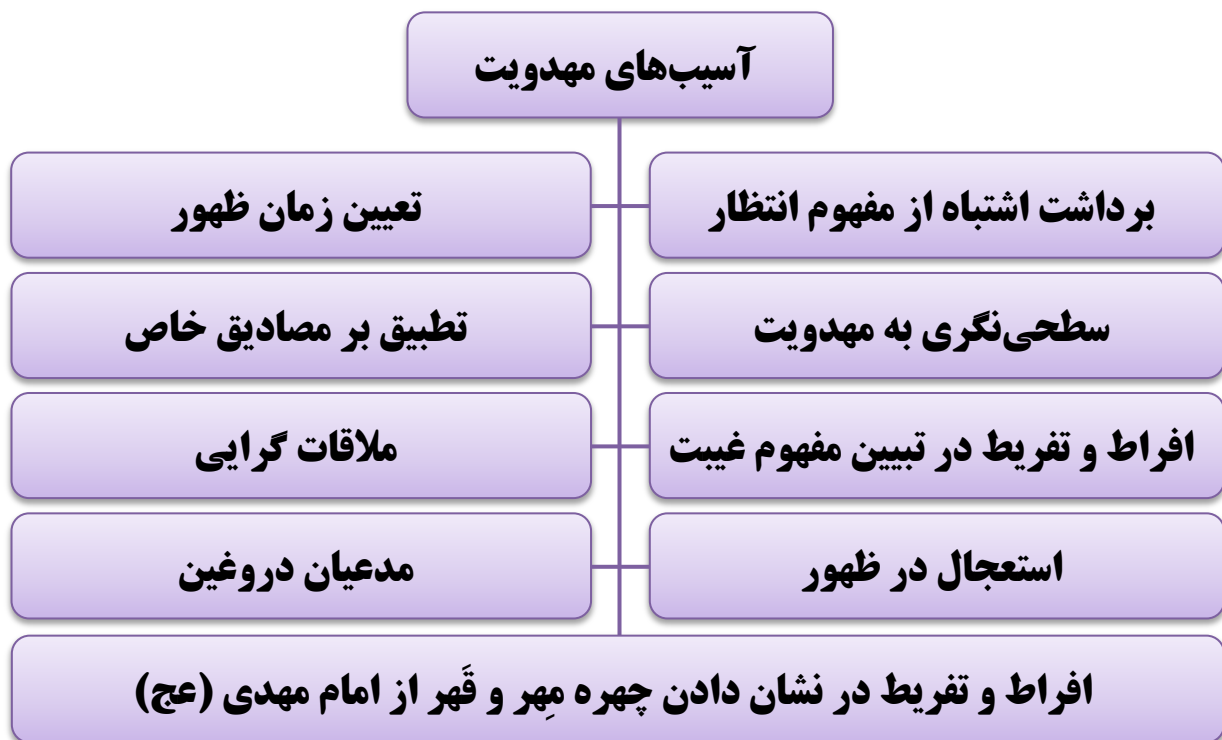 آسیب‌های مهدویت
برداشت اشتباه از مفهوم انتظار
تعیین زمان ظهور
سطحی‌نگری به مهدویت
تطبیق بر مصادیق خاص
افراط و تفریط در تبیین مفهوم غیبت
ملاقات گرایی
استعجال در ظهور
مدعیان دروغین
افراط و تفریط در نشان دادن چهره مِهر و قَهر از امام مهدی (عج)